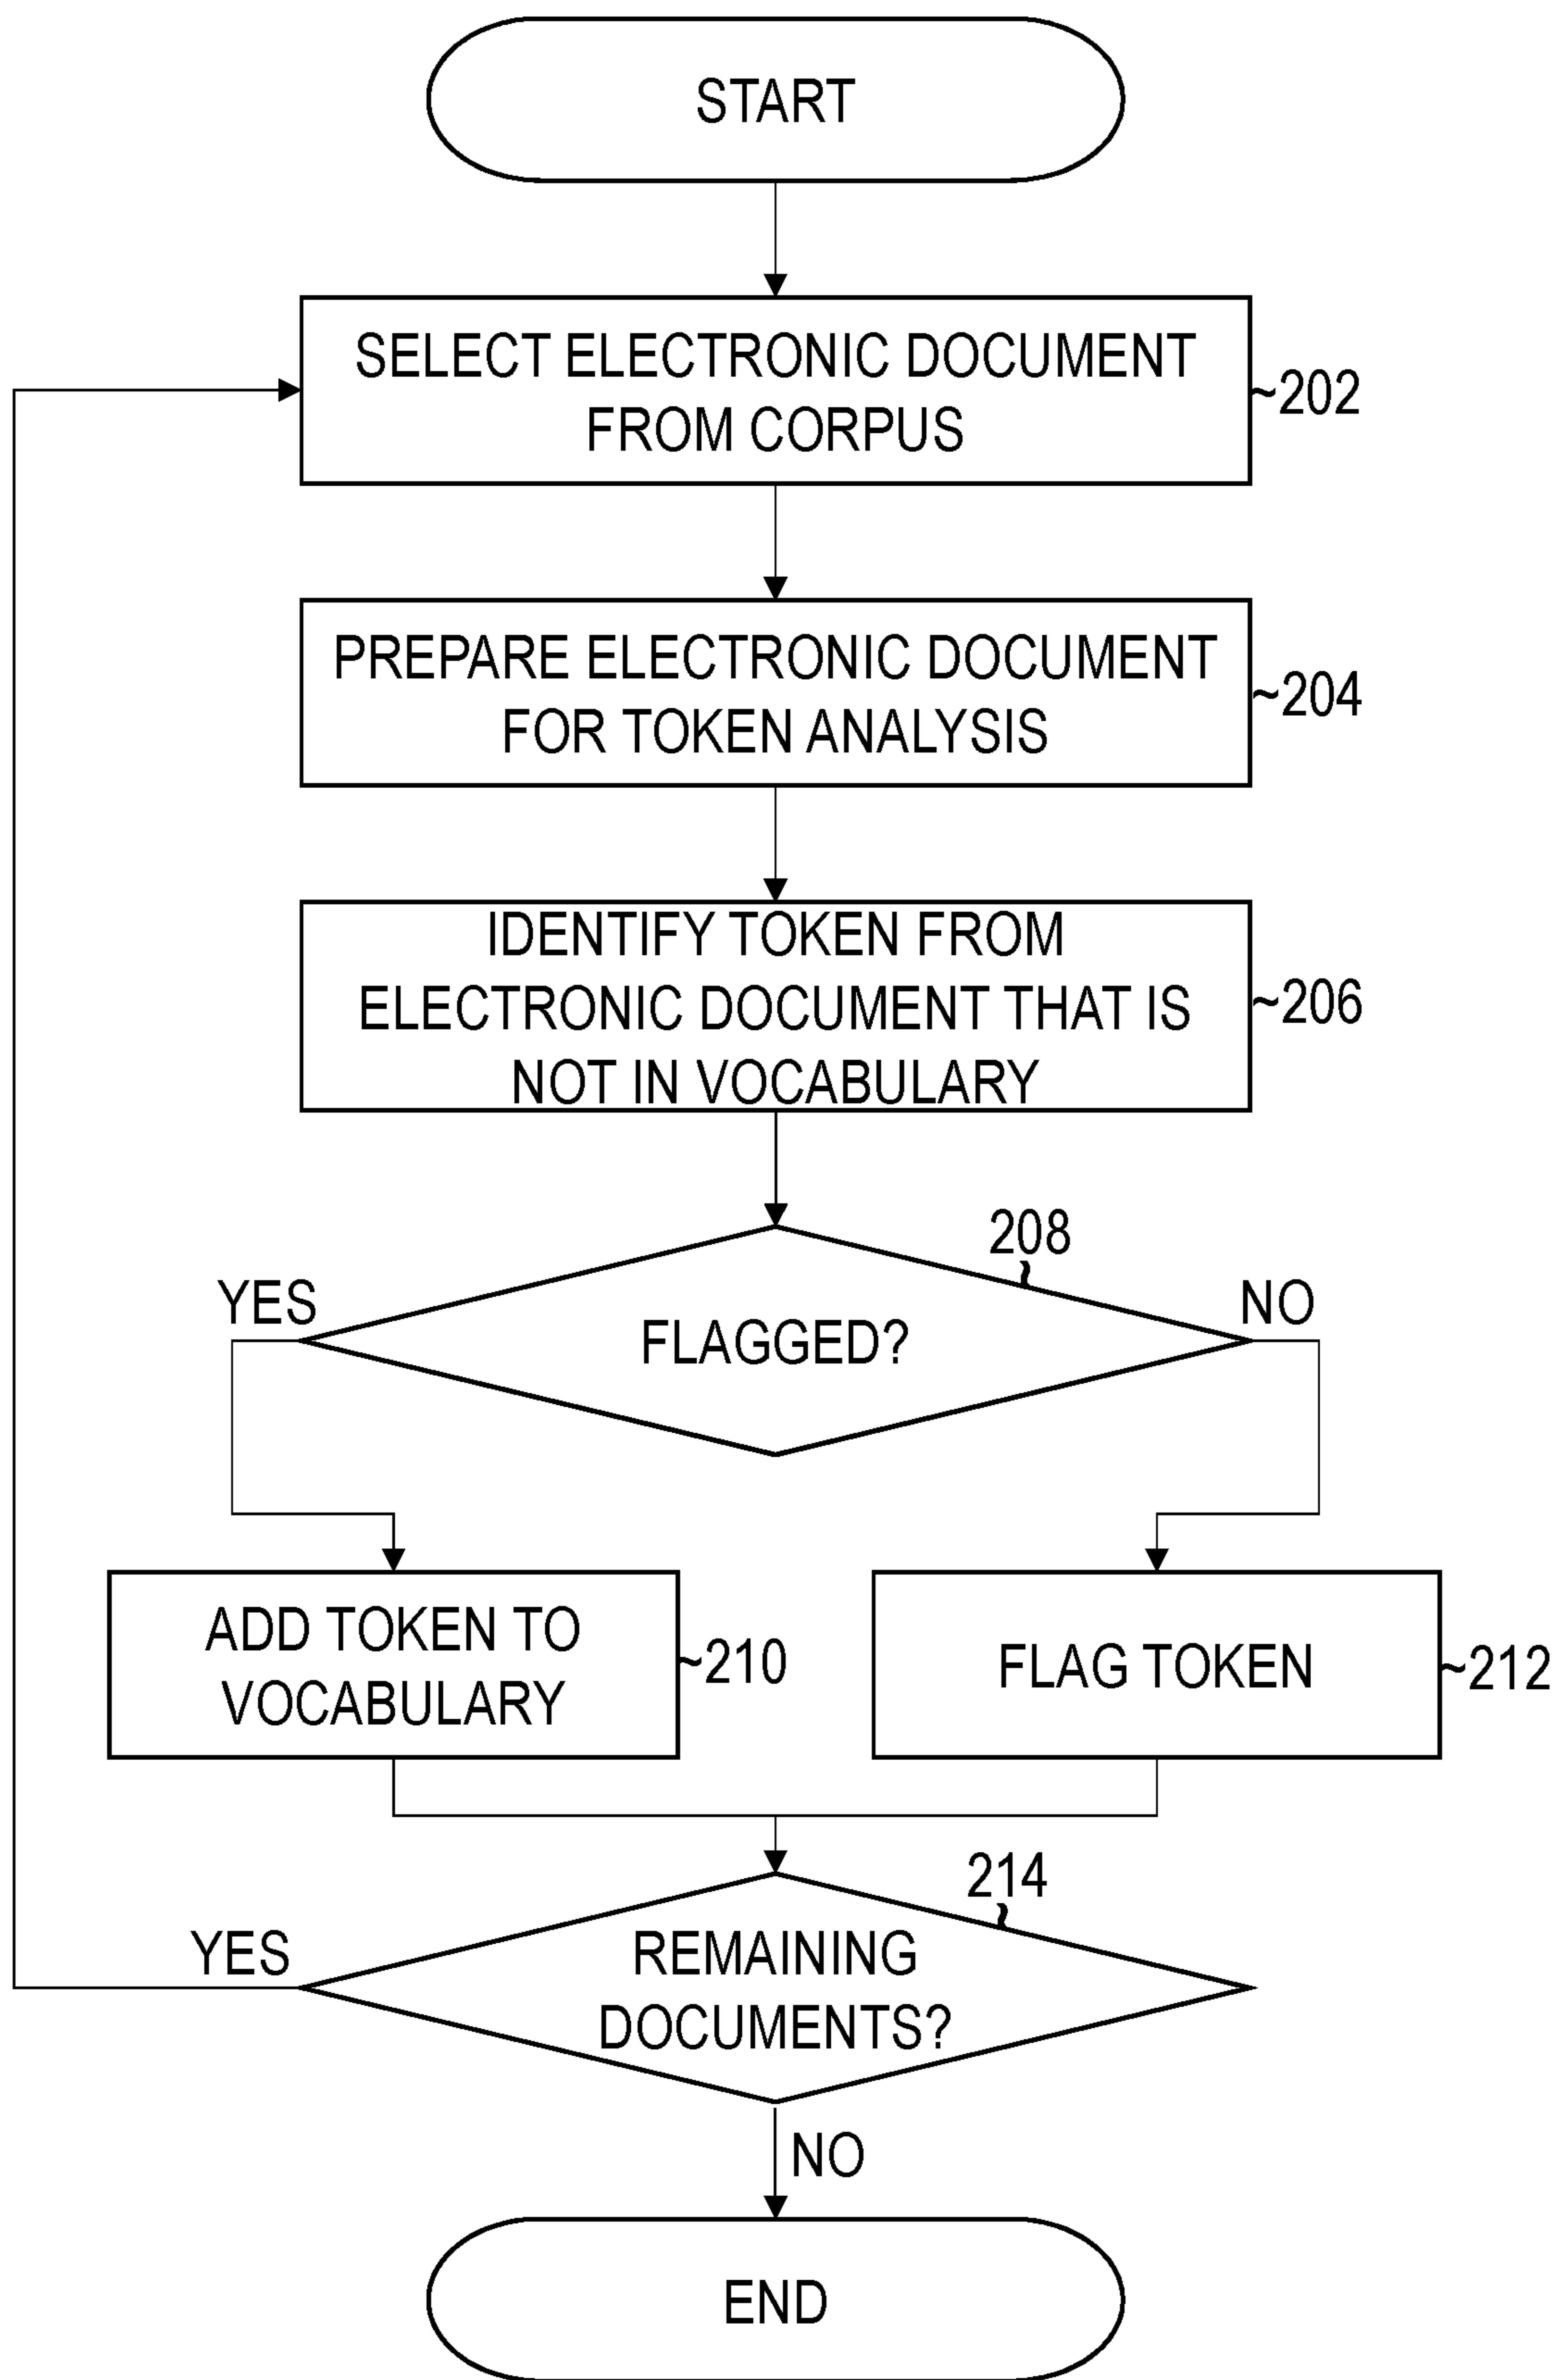 START
SELECT ELECTRONIC DOCUMENT
FROM CORPUS
~202
PREPARE ELECTRONIC DOCUMENT
FOR TOKEN ANALYSIS
~204
IDENTIFY TOKEN FROM
ELECTRONIC DOCUMENT THAT IS
NOT IN VOCABULARY
~206
208
YES
NO
FLAGGED?
ADD TOKEN TO
VOCABULARY
~210
FLAG TOKEN
~212
214
YES
REMAINING
DOCUMENTS?
NO
END